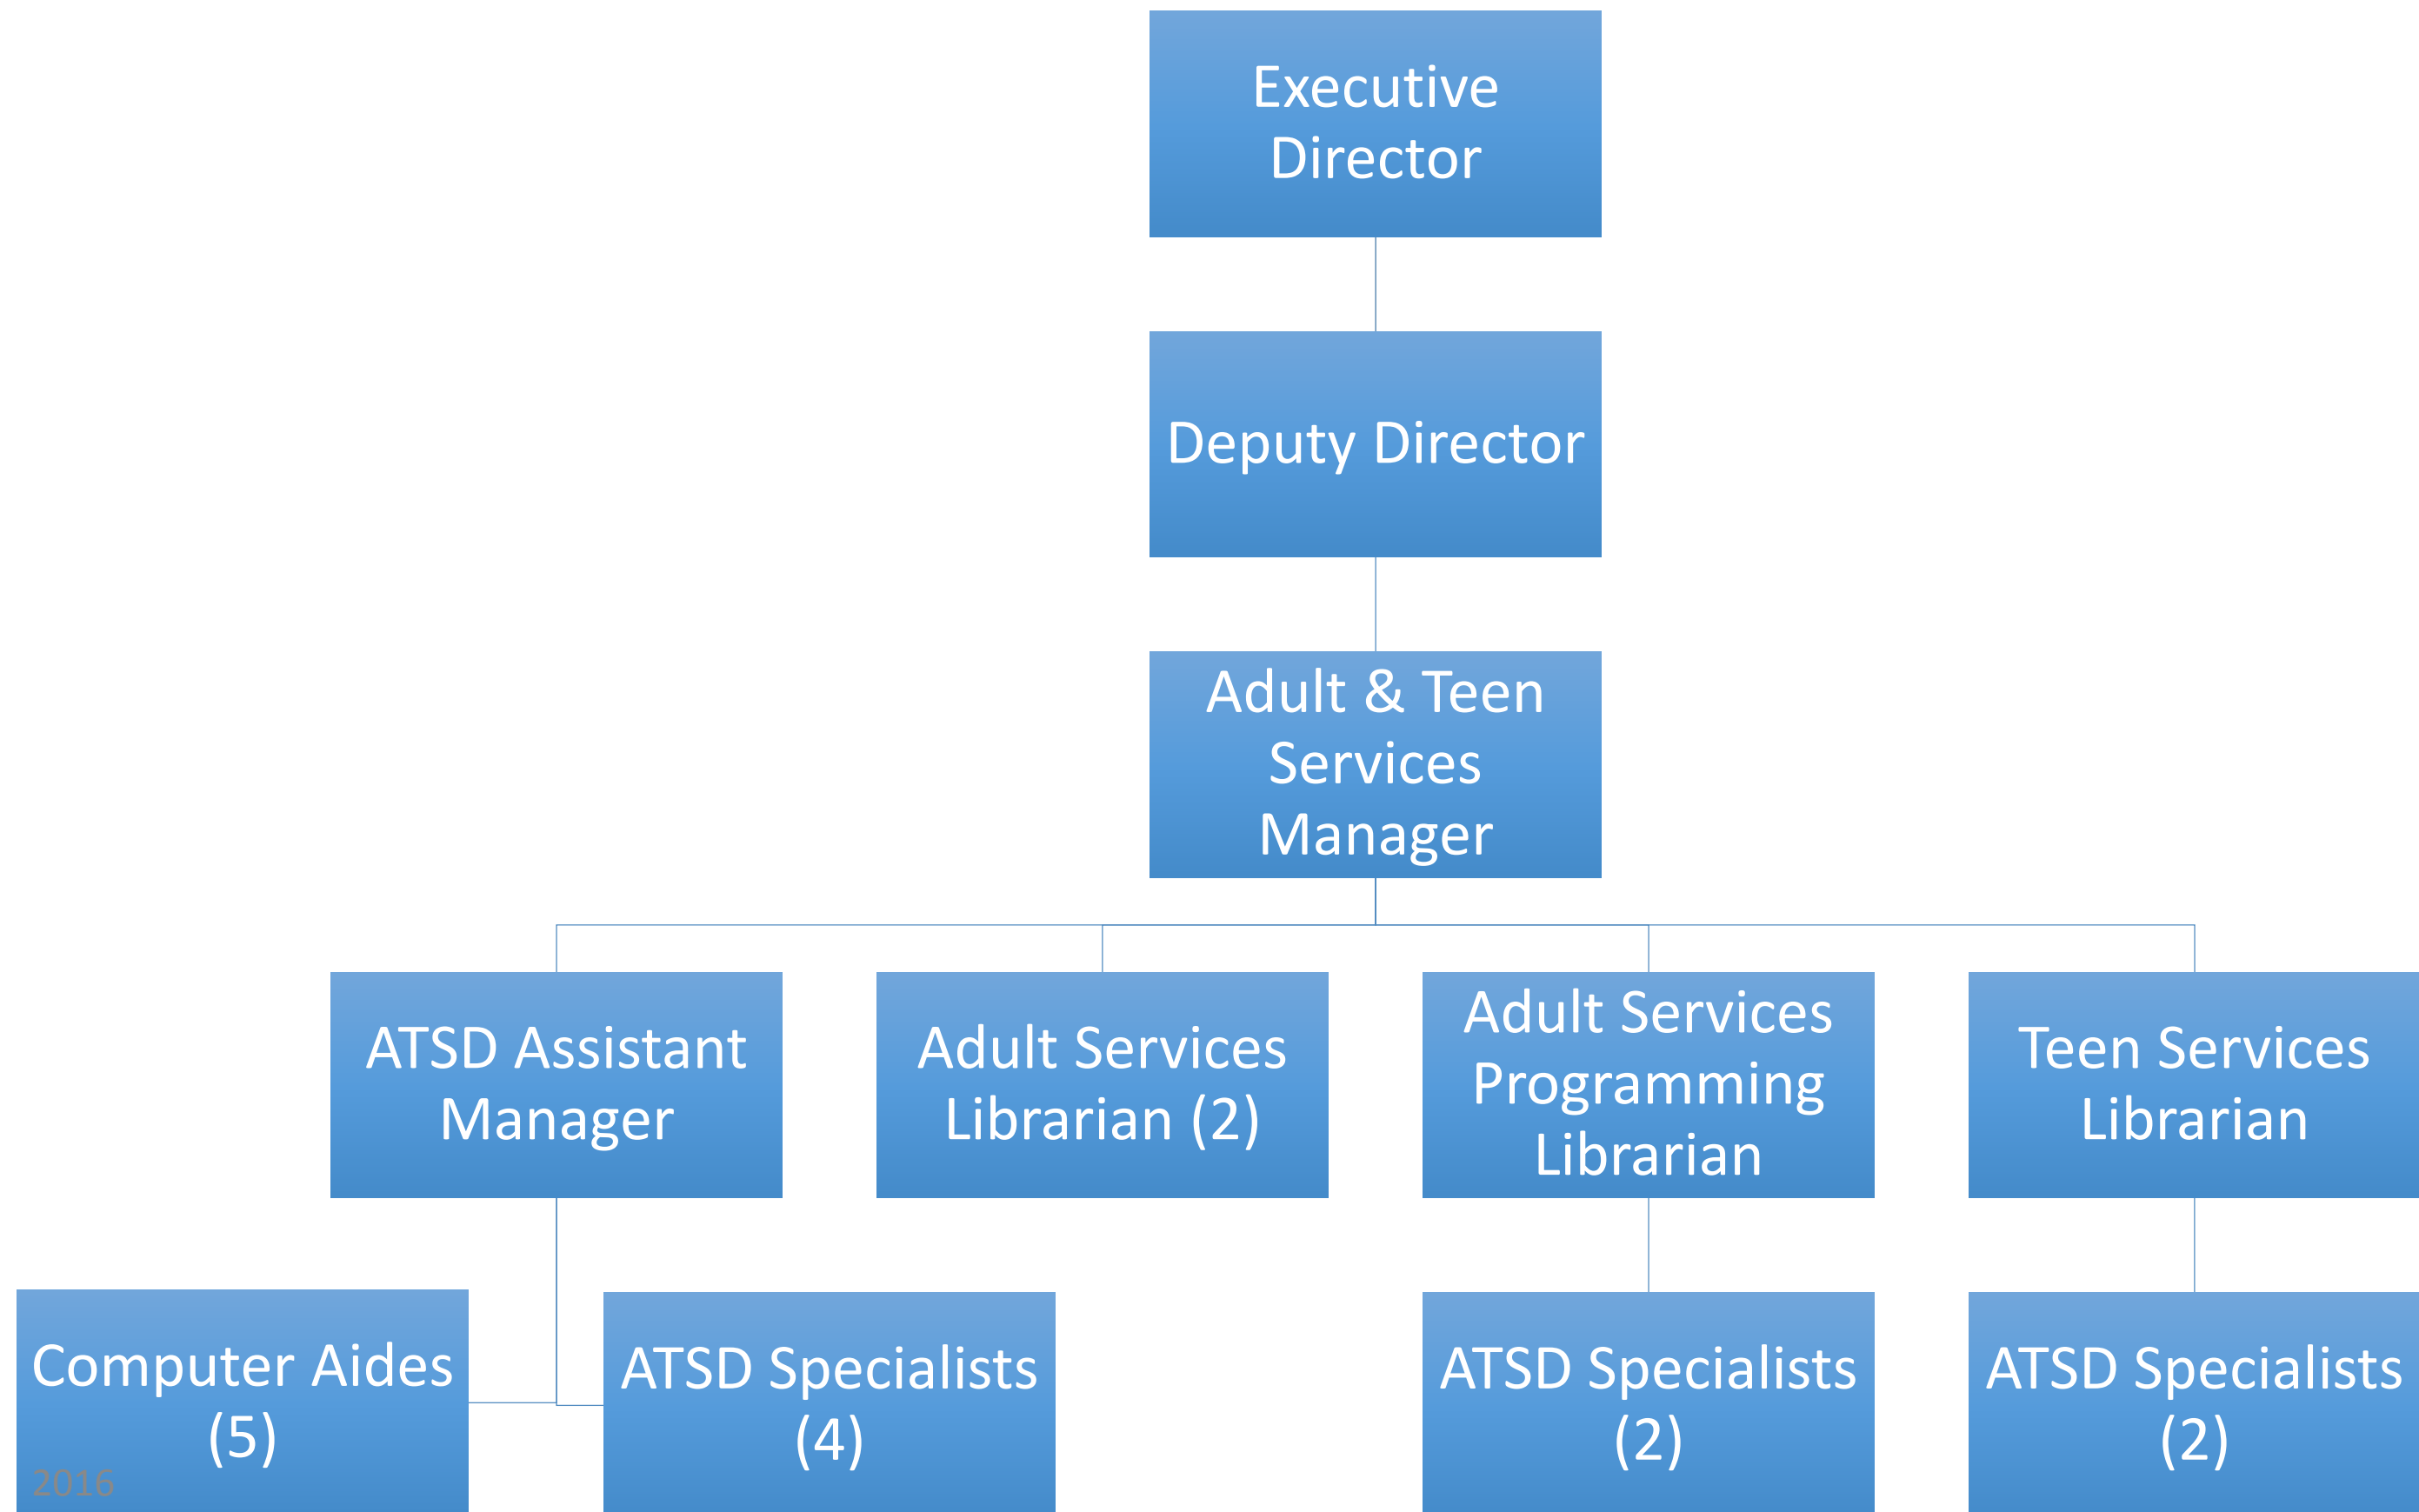 Executive
Director
Deputy Director
Adult & Teen
Services
Manager
ATSD Assistant
Manager
Adult Services
Librarian (2)
Adult Services
Programming
Librarian
Teen Services
Librarian
Computer Aides
(5)
ATSD Specialists
(4)
ATSD Specialists
(2)
ATSD Specialists
(2)
2016